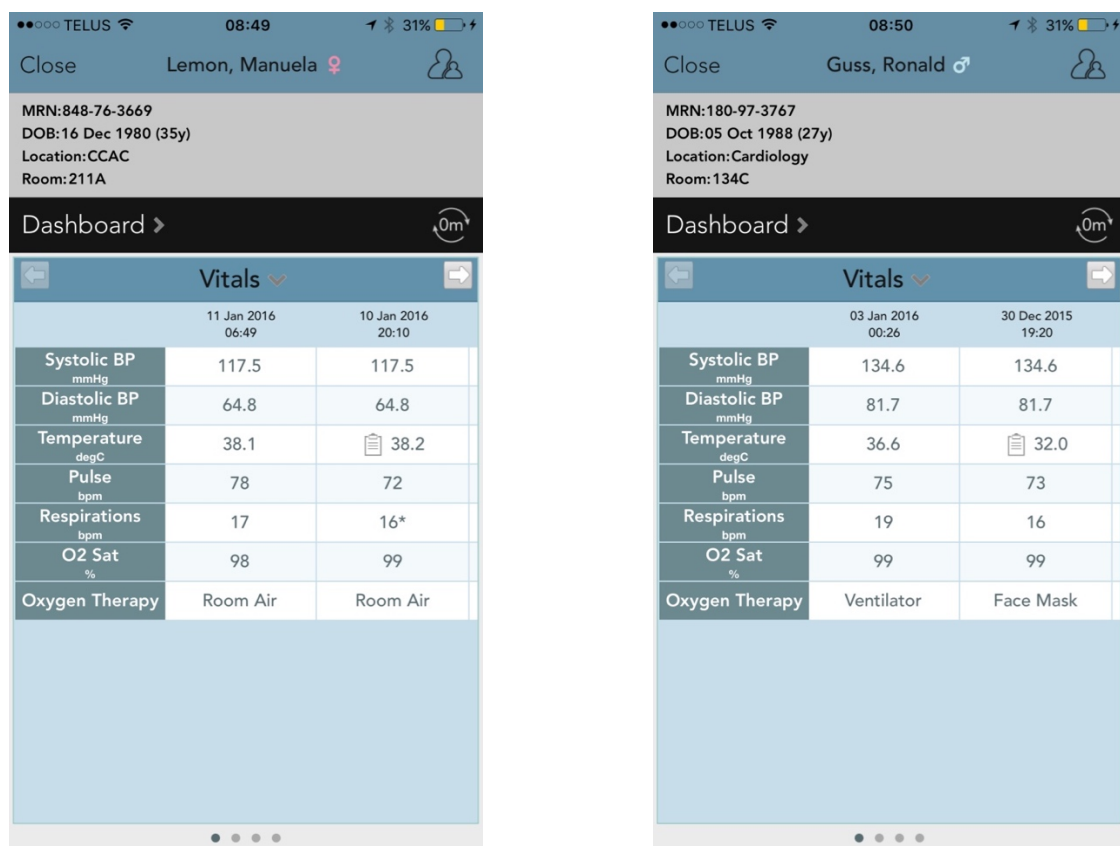 TELUS 08:49 31%
Close Lemon, Manuela ♀
MRN:848-76-3669
DOB:16 Dec 1980 (35y)
Location:CCAC
Room:211A
Dashboard > 0m
Vitals
11 Jan 2016 10 Jan 2016
06:49 20:10
Systolic BP 117.5 117.5
mmHg
Diastolic BP 64.8 64.8
mmHg
Temperature 38.1 38.2
degC
Pulse 78 72
bpm
Respirations 17 16*
bpm
O2 Sat 98 99
%
Oxygen Therapy Room Air Room Air
TELUS 08:50 31%
Close Guss, Ronald ♂
MRN:180-97-3767
DOB:05 Oct 1988 (27y)
Location:Cardiology
Room:134C
Dashboard > 0m
Vitals
03 Jan 2016 30 Dec 2015
00:26 19:20
Systolic BP 134.6 134.6
mmHg
Diastolic BP 81.7 81.7
mmHg
Temperature 36.6 32.0
degC
Pulse 75 73
bpm
Respirations 19 16
bpm
O2 Sat 99 99
%
Oxygen Therapy Ventilator Face Mask